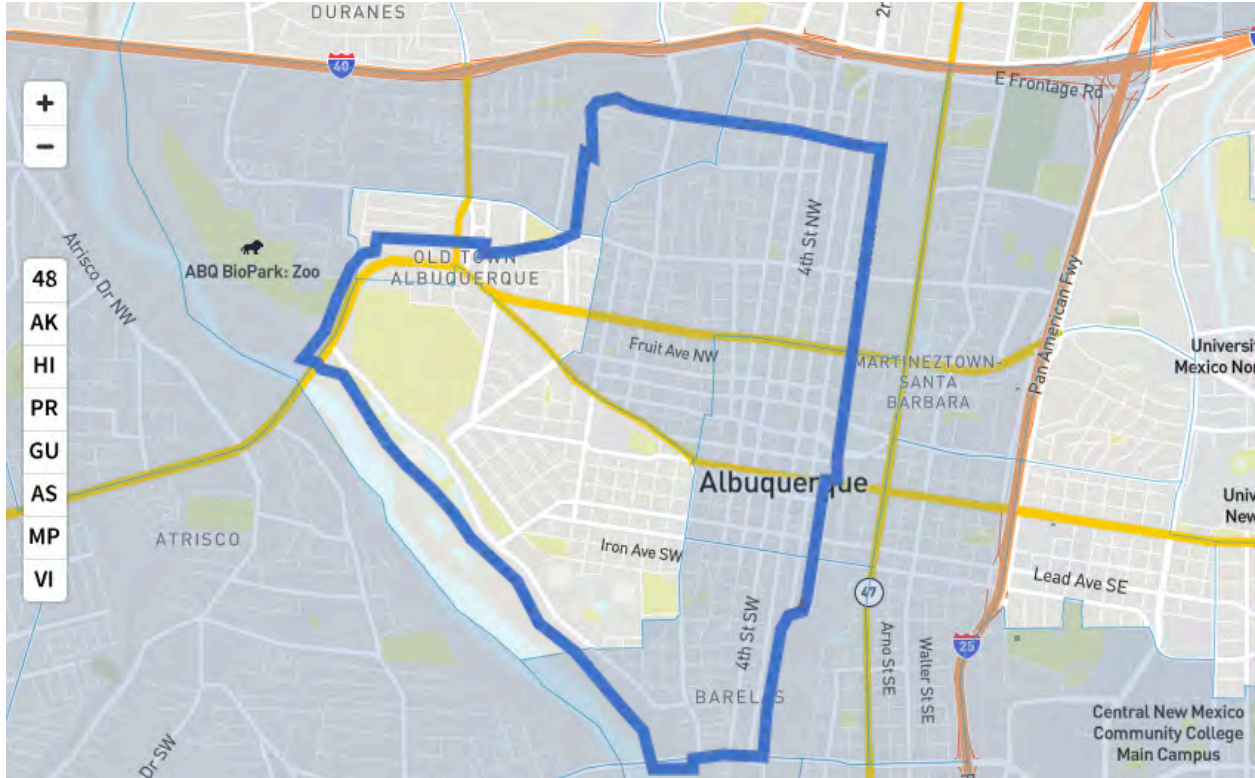 DURANES
2r
40
E Frontage Rd
+
−
4th St NW
Atrisco Dr NW
ABQ BioPark: Zoo
OLD TOWN
ALBUQUERQUE
48
AK
HI
PR
GU
AS
MP
VI
Fruit Ave NW
MARTINEZTOWN-
SANTA
BARBARA
Pan American Fwy
Universi
Mexico Nor
Albuquerque
Univ
New
ATRISCO
Iron Ave SW
Lead Ave SE
47
4th St SW
Arno St SE
Walter St SE
25
BARELAS
Dr SW
Central New Mexico
Community College
Main Campus